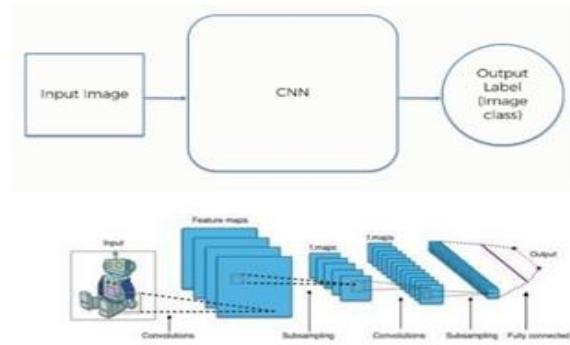 Input Image
CNN
Output
Label
(Image
class)
Feature maps
Input
f.maps
f.maps
Output
Convolutions
Subsampling
Convolutions
Subsampling
Fully connected